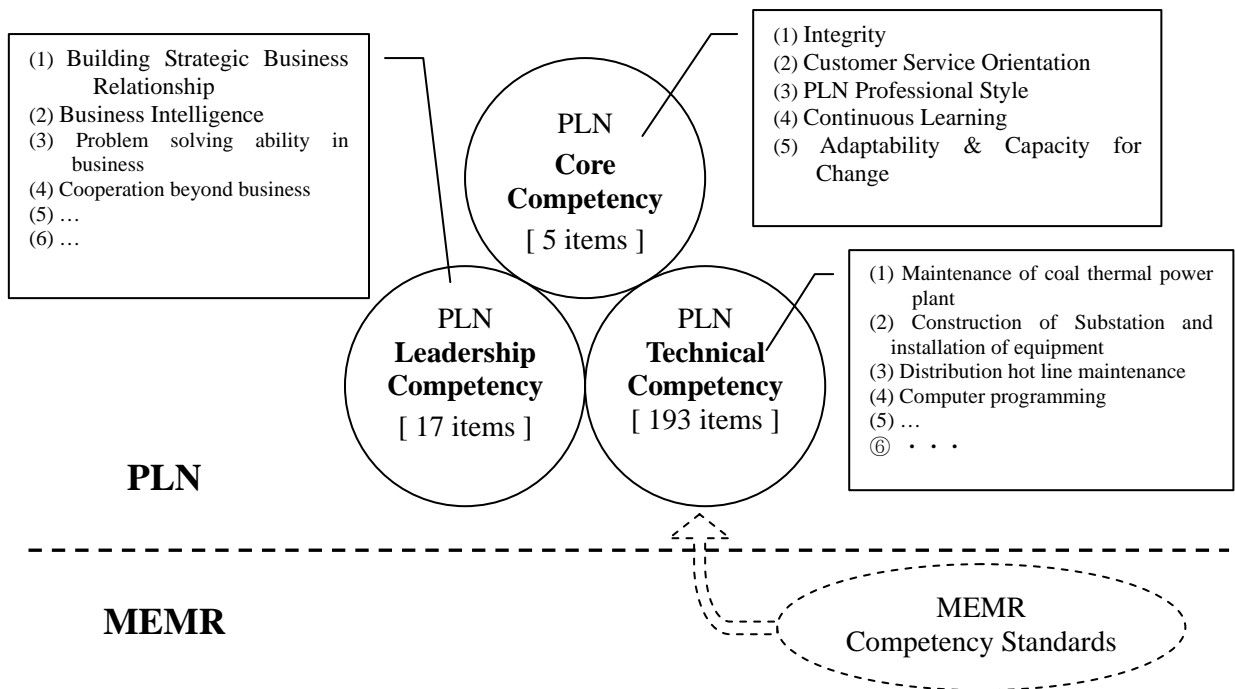 (1) Building Strategic Business
Relationship
(2) Business Intelligence
(3) Problem solving ability in
business
(4) Cooperation beyond business
(5) …
(6) …
PLN
Core
Competency
[ 5 items ]
(1) Integrity
(2) Customer Service Orientation
(3) PLN Professional Style
(4) Continuous Learning
(5) Adaptability & Capacity for
Change
PLN
Leadership
Competency
[ 17 items ]
PLN
Technical
Competency
[ 193 items ]
(1) Maintenance of coal thermal power
plant
(2) Construction of Substation and
installation of equipment
(3) Distribution hot line maintenance
(4) Computer programming
(5) …
⑥ ・・・
PLN
MEMR
MEMR
Competency Standards